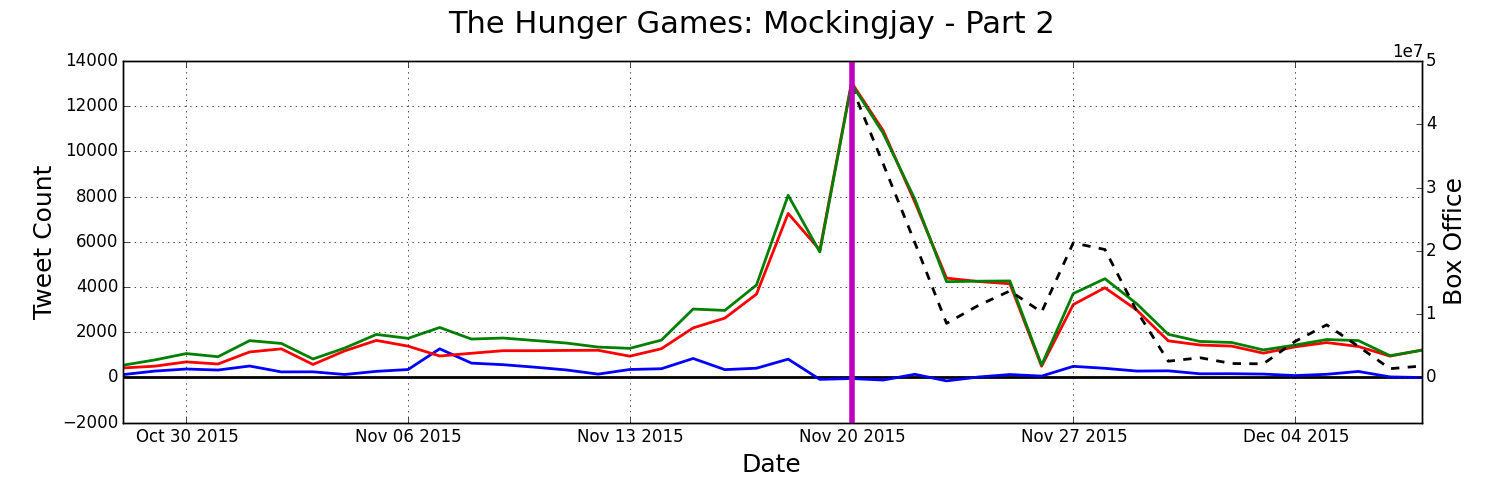 The Hunger Games: Mockingjay - Part 2
1e7
14000
12000
10000
8000
6000
4000
2000
0
−2000
Tweet Count
5
4
3
2
1
0
Box Office
Oct 30 2015
Nov 06 2015
Nov 13 2015
Nov 20 2015
Nov 27 2015
Dec 04 2015
Date